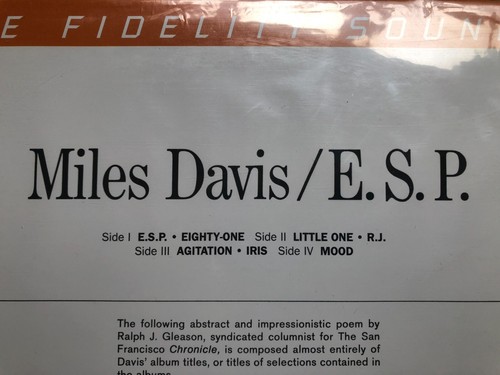 E FIDELITY SOUN
Miles Davis/E.S.P.
Side I E.S.P. • EIGHTY-ONE Side II LITTLE ONE • R.J.
Side III AGITATION • IRIS Side IV MOOD
The following abstract and impressionistic poem by
Ralph J. Gleason, syndicated columnist for The San
Francisco Chronicle, is composed almost entirely of
Davis' album titles, or titles of selections contained in
the albums.